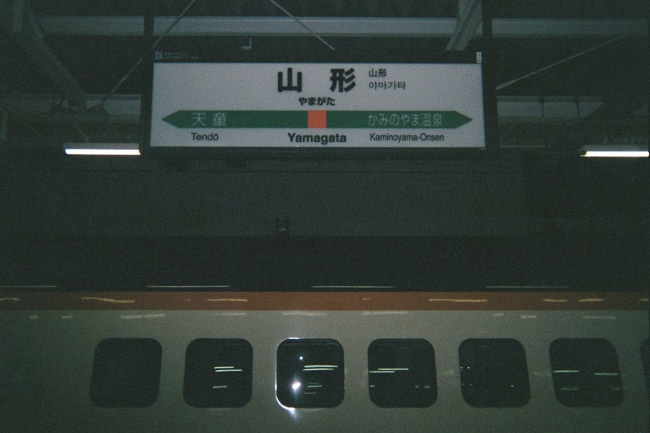 山形 山形
야마가타
やまがた
天童 かみのやま温泉
Tendō Yamagata Kaminoyama-Onsen